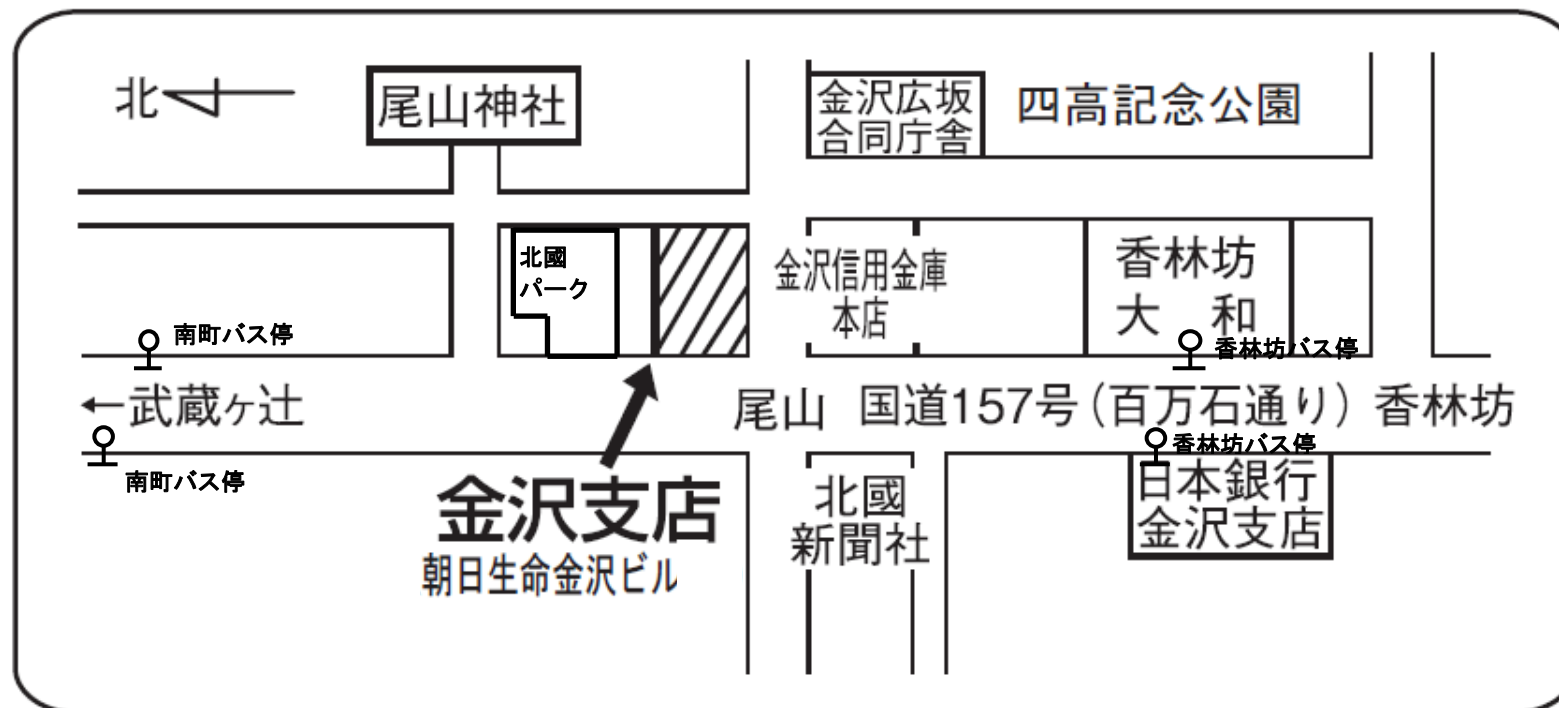 北
尾山神社
金沢広坂
合同庁舎
四高記念公園
北國
パーク
金沢信用金庫
本店
香林坊
大 和
南町バス停
香林坊バス停
←武蔵ヶ辻
尾山
国道157号(百万石通り)
香林坊
香林坊バス停
南町バス停
金沢支店
朝日生命金沢ビル
北國
新聞社
日本銀行
金沢支店